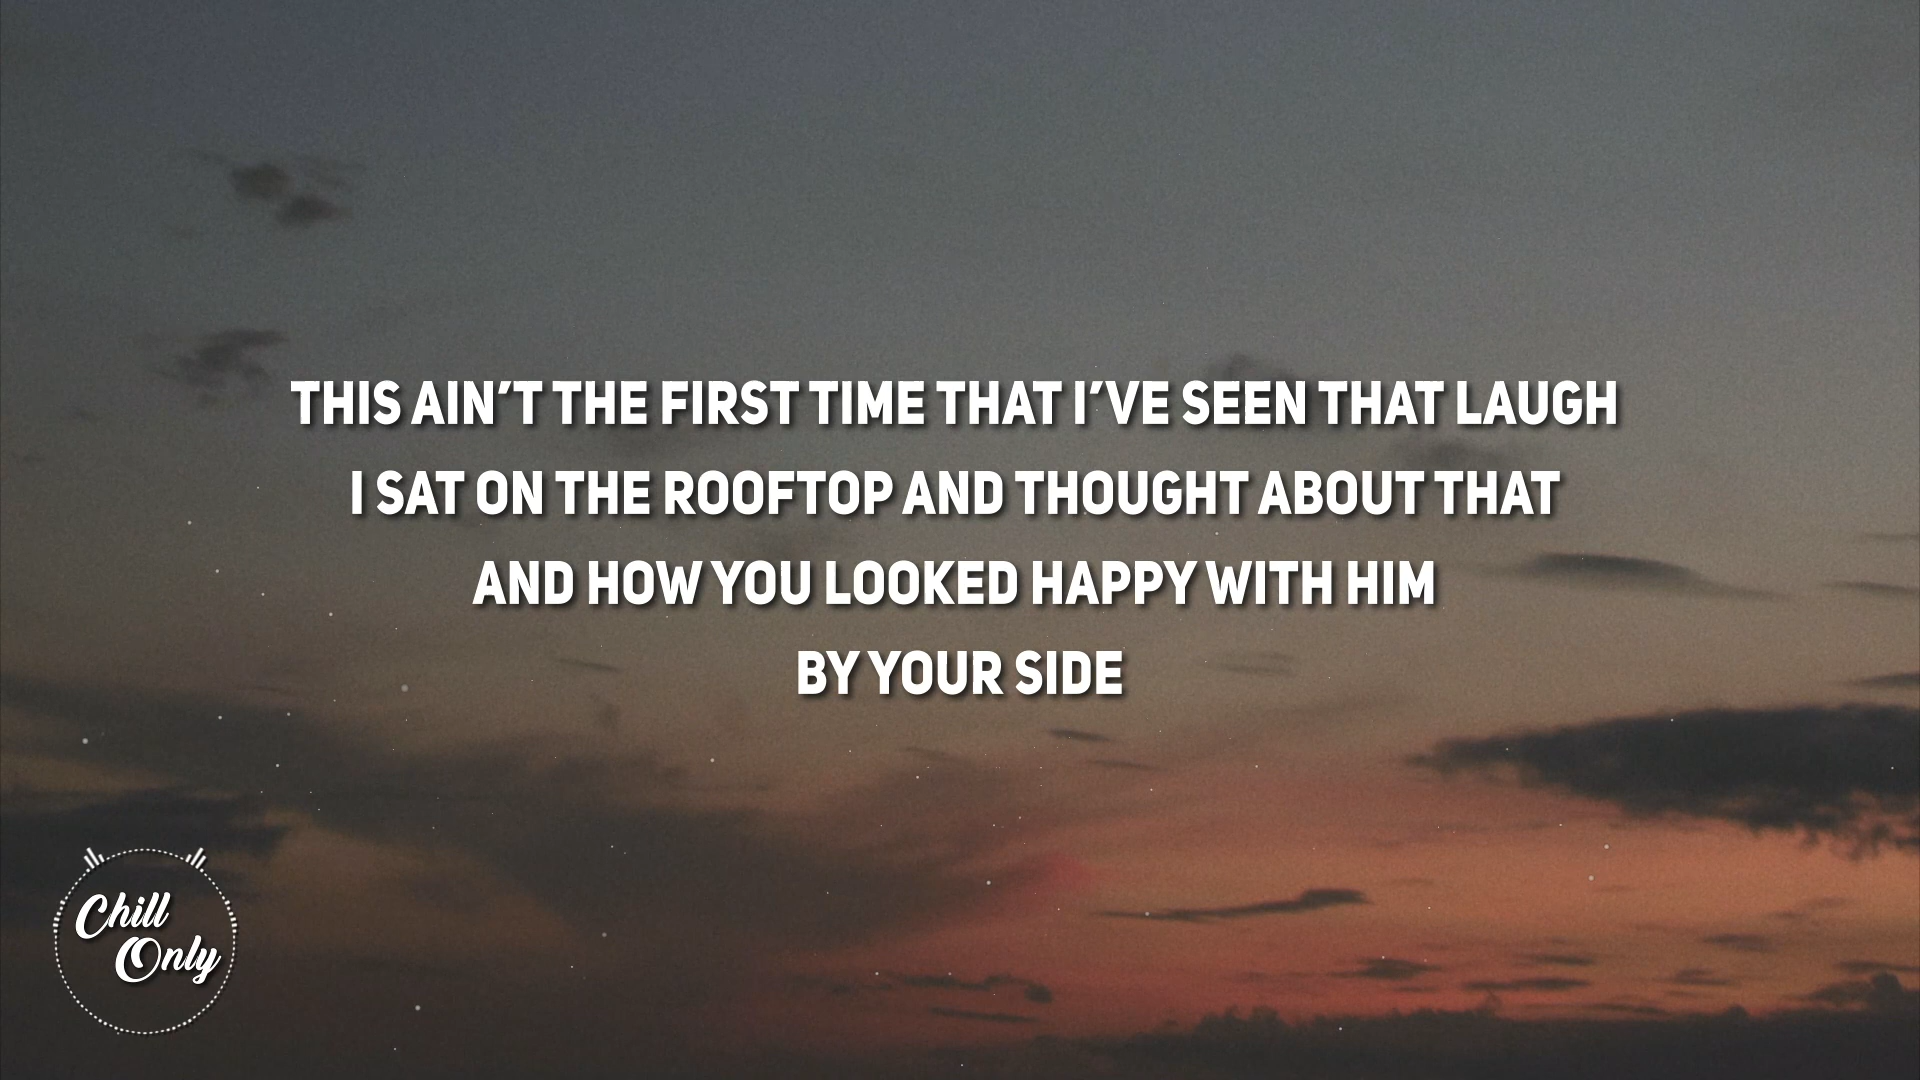 THIS AIN'T THE FIRST TIME THAT I'VE SEEN THAT LAUGH
I SAT ON THE ROOFTOP AND THOUGHT ABOUT THAT
AND HOW YOU LOOKED HAPPY WITH HIM
BY YOUR SIDE
Chill
Only